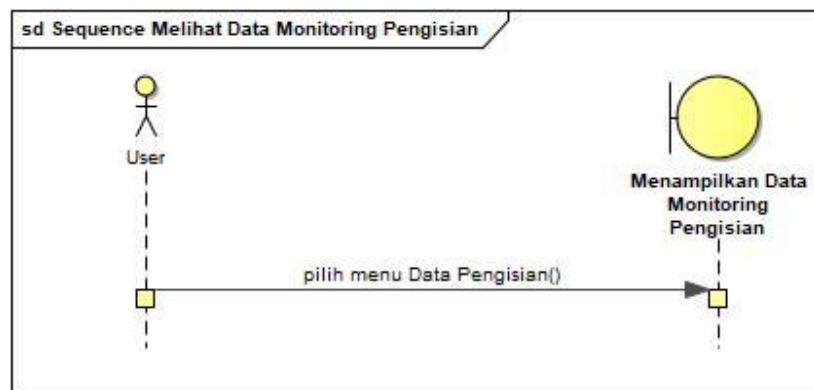 sd Sequence Melihat Data Monitoring Pengisian
User
Menampilkan Data
Monitoring
Pengisian
pilih menu Data Pengisian()